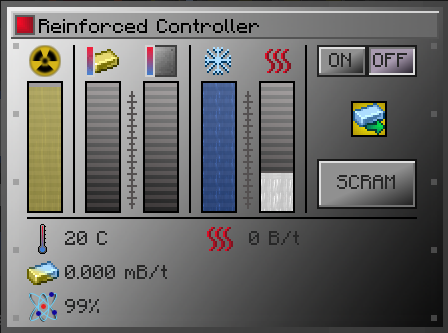 Reinforced Controller
ON OFF
SCRAM
20 C
0 B/t
0.000 mB/t
99%